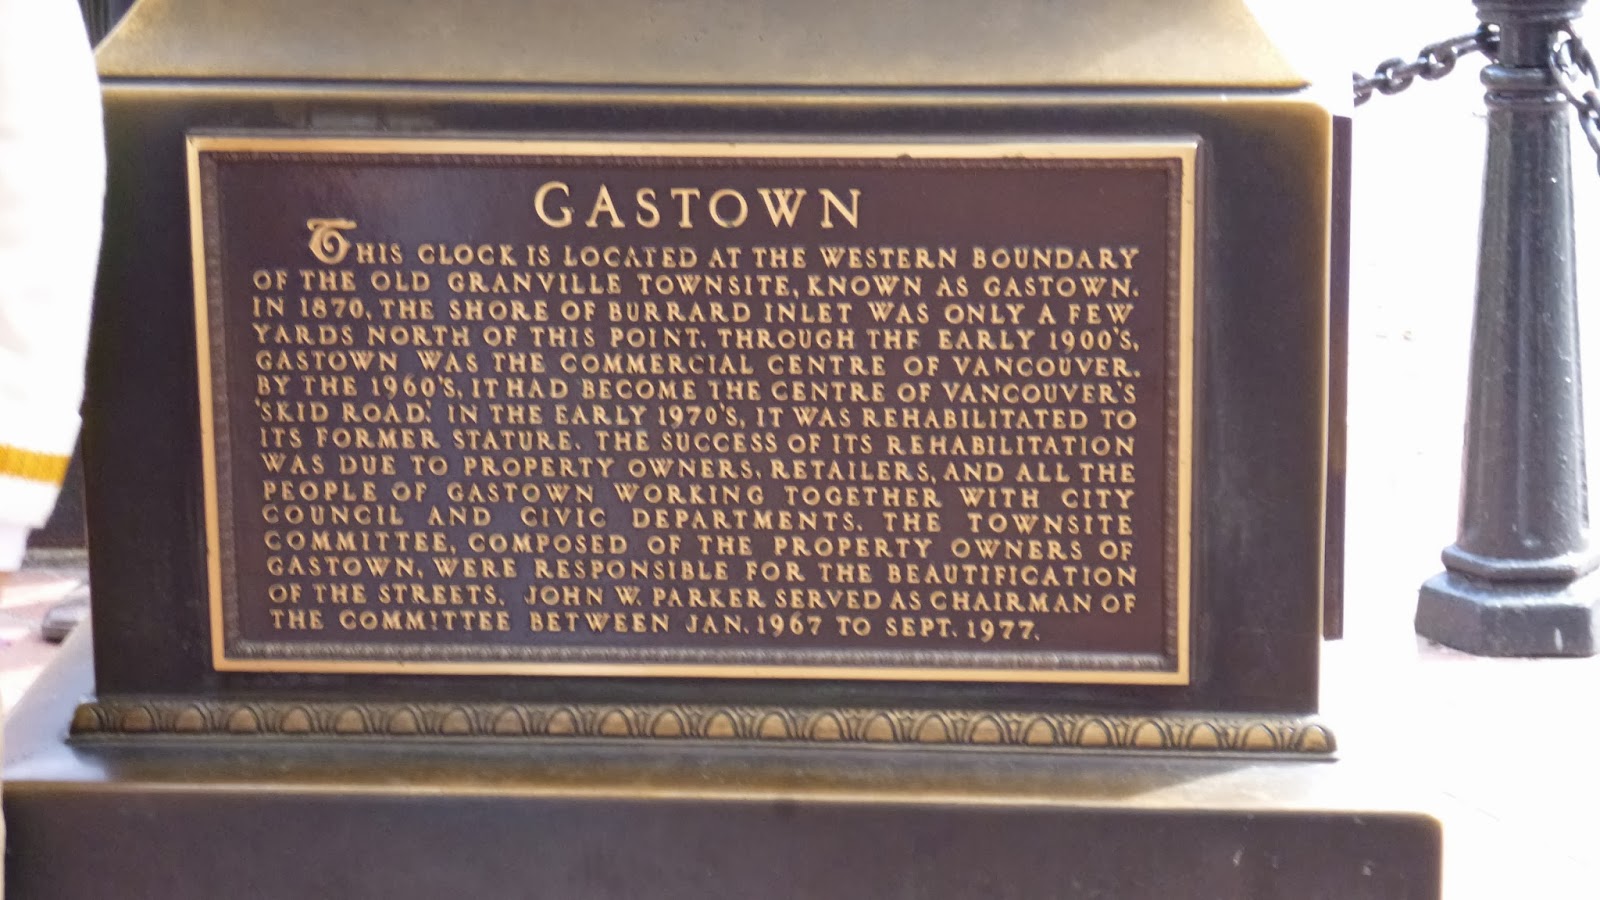 GASTOWN
THIS CLOCK IS LOCATED AT THE WESTERN BOUNDARY
OF THE OLD GRANVILLE TOWNSITE, KNOWN AS GASTOWN.
IN 1870, THE SHORE OF BURRARD INLET WAS ONLY A FEW
YARDS NORTH OF THIS POINT. THROUGH THE EARLY 1900'S,
GASTOWN WAS THE COMMERCIAL CENTRE OF VANCOUVER.
BY THE 1960'S, IT HAD BECOME THE CENTRE OF VANCOUVER'S
'SKID ROAD.' IN THE EARLY 1970'S, IT WAS REHABILITATED TO
ITS FORMER STATURE. THE SUCCESS OF ITS REHABILITATION
WAS DUE TO PROPERTY OWNERS, RETAILERS, AND ALL THE
PEOPLE OF GASTOWN WORKING TOGETHER WITH CITY
COUNCIL AND CIVIC DEPARTMENTS. THE TOWNSITE
COMMITTEE, COMPOSED OF THE PROPERTY OWNERS OF
GASTOWN, WERE RESPONSIBLE FOR THE BEAUTIFICATION
OF THE STREETS. JOHN W. PARKER SERVED AS CHAIRMAN OF
THE COMMITTEE BETWEEN JAN. 1967 TO SEPT. 1977.